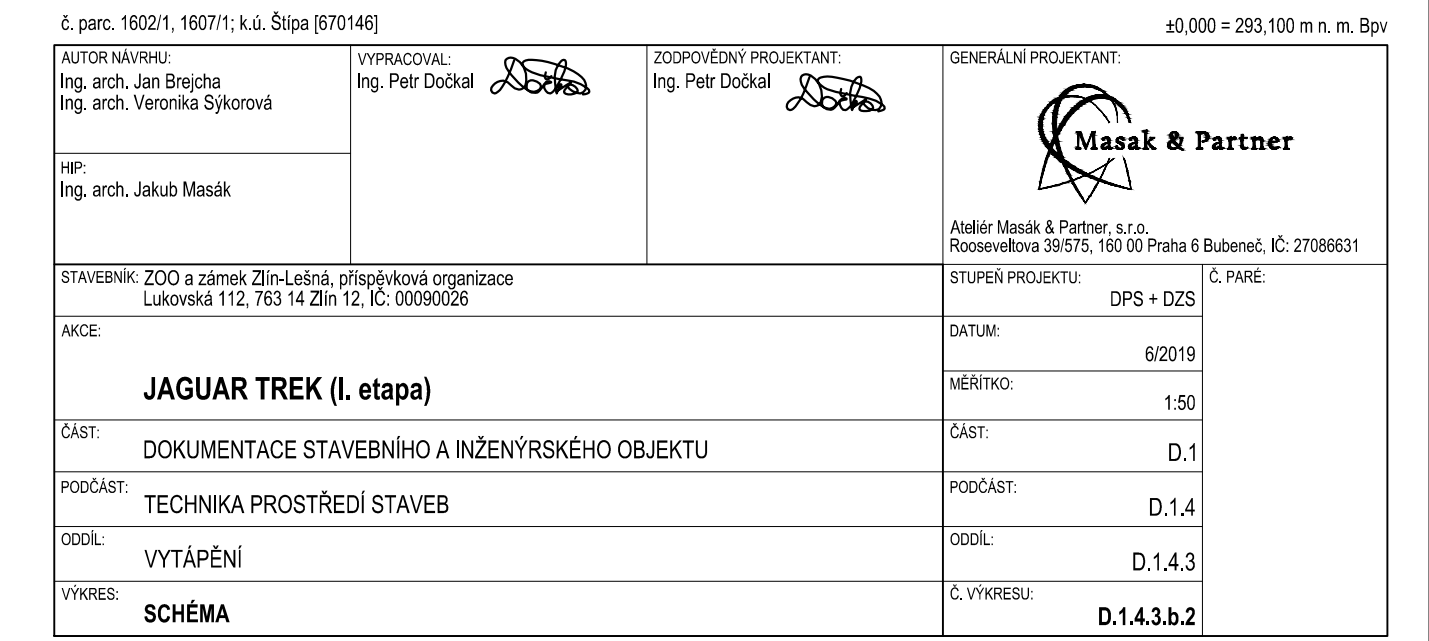 č. parc. 1602/1, 1607/1; k.ú. Štípa [670146]
±0,000 = 293,100 m n. m. Bpv
AUTOR NÁVRHU:
Ing. arch. Jan Brejcha
Ing. arch. Veronika Sýkorová
HIP:
Ing. arch. Jakub Masák
VYPRACOVAL:
Ing. Petr Dočkal
ZODPOVĚDNÝ PROJEKTANT:
Ing. Petr Dočkal
GENERÁLNÍ PROJEKTANT:
Masak & Partner
Ateliér Masák & Partner, s.r.o.
Rooseveltova 39/575, 160 00 Praha 6 Bubeneč, IČ: 27086631
STAVEBNÍK: ZOO a zámek Zlín-Lešná, příspěvková organizace
Lukovská 112, 763 14 Zlín 12, IČ: 00090026
STUPEŇ PROJEKTU:
DPS + DZS
Č. PARÉ:
AKCE:
JAGUAR TREK (I. etapa)
DATUM:
6/2019
MĚŘÍTKO:
1:50
ČÁST:
DOKUMENTACE STAVEBNÍHO A INŽENÝRSKÉHO OBJEKTU
ČÁST:
D.1
PODČÁST:
TECHNIKA PROSTŘEDÍ STAVEB
PODČÁST:
D.1.4
ODDÍL:
VYTÁPĚNÍ
ODDÍL:
D.1.4.3
VÝKRES:
SCHÉMA
Č. VÝKRESU:
D.1.4.3.b.2